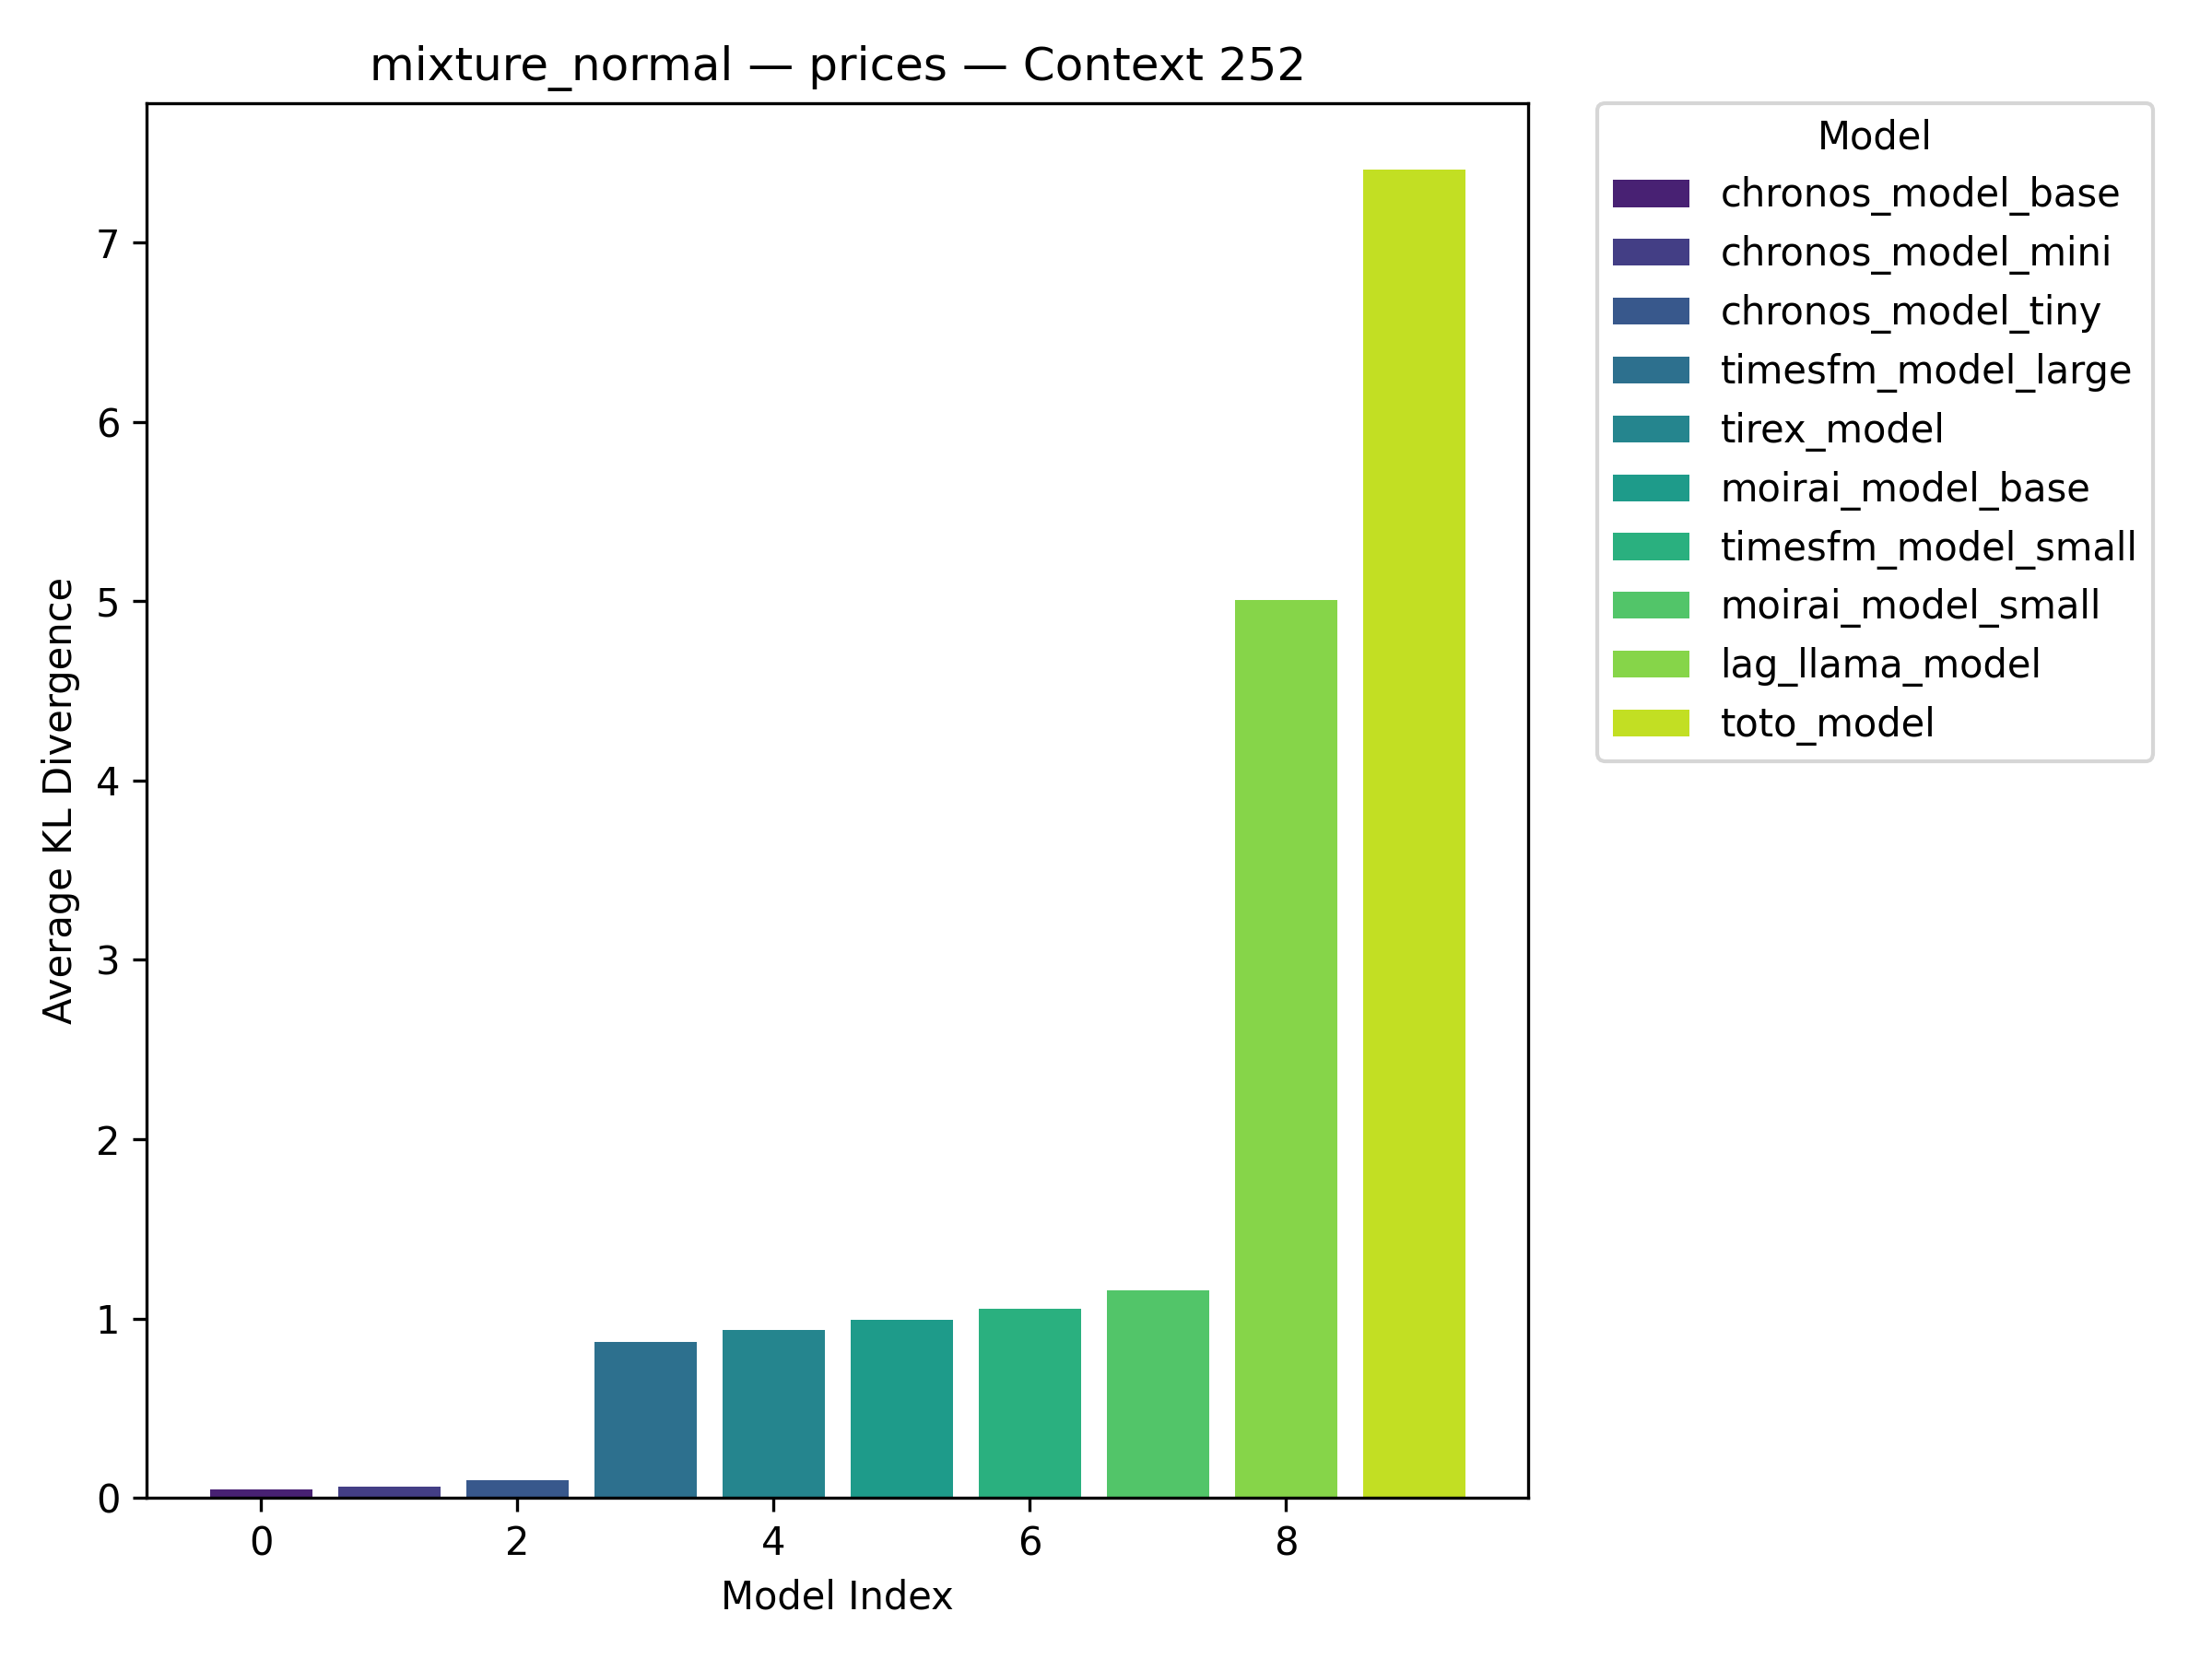 mixture_normal — prices — Context 252
Average KL Divergence
7
6
5
4
3
2
1
0
0 2 4 6 8
Model Index
Model
chronos_model_base
chronos_model_mini
chronos_model_tiny
timesfm_model_large
tirex_model
moirai_model_base
timesfm_model_small
moirai_model_small
lag_llama_model
toto_model